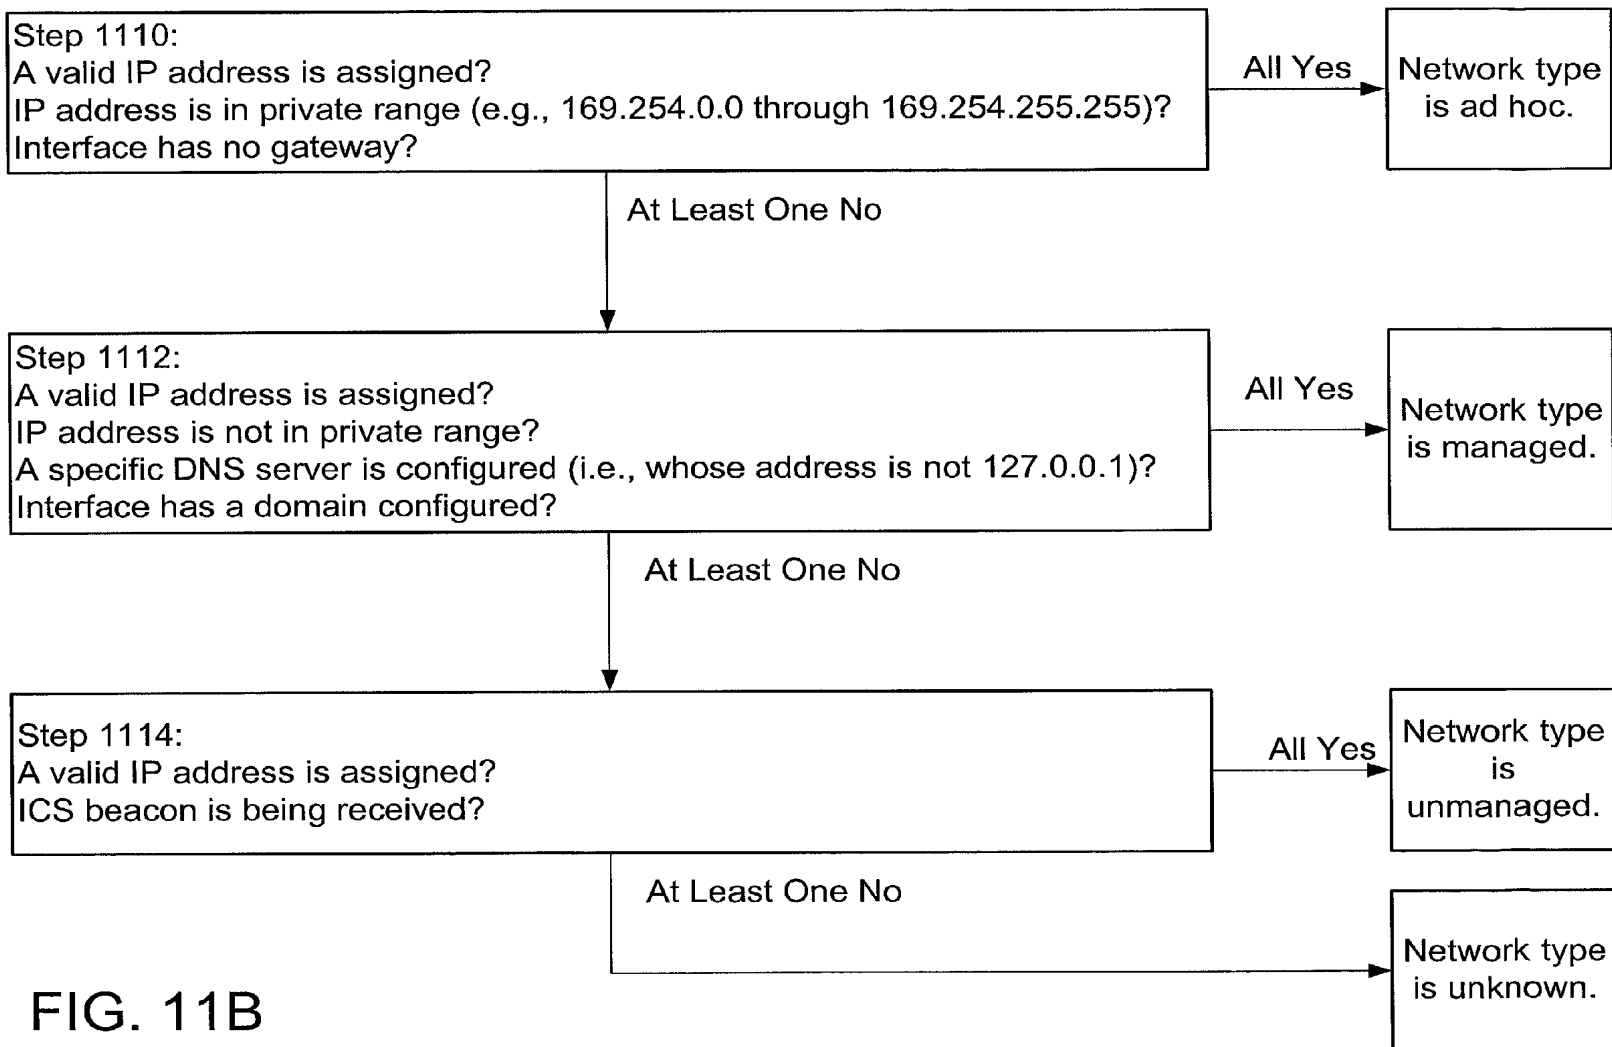 Step 1110:
A valid IP address is assigned?
IP address is in private range (e.g., 169.254.0.0 through 169.254.255.255)?
Interface has no gateway?
All Yes
Network type
is ad hoc.
At Least One No
Step 1112:
A valid IP address is assigned?
IP address is not in private range?
A specific DNS server is configured (i.e., whose address is not 127.0.0.1)?
Interface has a domain configured?
All Yes
Network type
is managed.
At Least One No
Step 1114:
A valid IP address is assigned?
ICS beacon is being received?
All Yes
Network type
is
unmanaged.
At Least One No
Network type
is unknown.
FIG. 11B